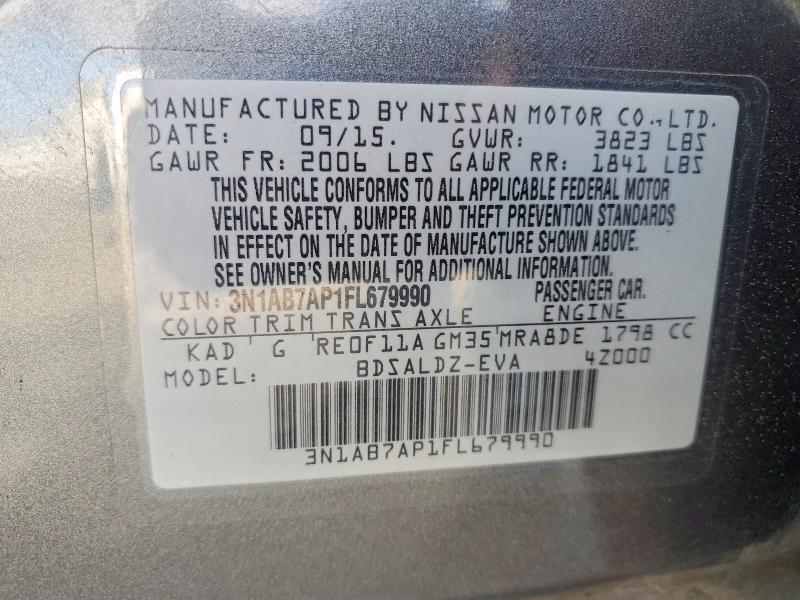 MANUFACTURED BY NISSAN MOTOR CO., LTD.
DATE: 09/15. GVWR: 3823 LBS
GAWR FR: 2006 LBS GAWR RR: 1841 LBS
THIS VEHICLE CONFORMS TO ALL APPLICABLE FEDERAL MOTOR
VEHICLE SAFETY, BUMPER AND THEFT PREVENTION STANDARDS
IN EFFECT ON THE DATE OF MANUFACTURE SHOWN ABOVE.
SEE OWNER'S MANUAL FOR ADDITIONAL INFORMATION.
VIN: 3N1AB7AP1FL679990 PASSENGER CAR.
COLOR TRIM TRANS AXLE ENGINE
KAD G RE0F11A GM35 MRA8DE 1798 CC
MODEL: BDSALDZ-EVA 4Z000
3N1AB7AP1FL679990